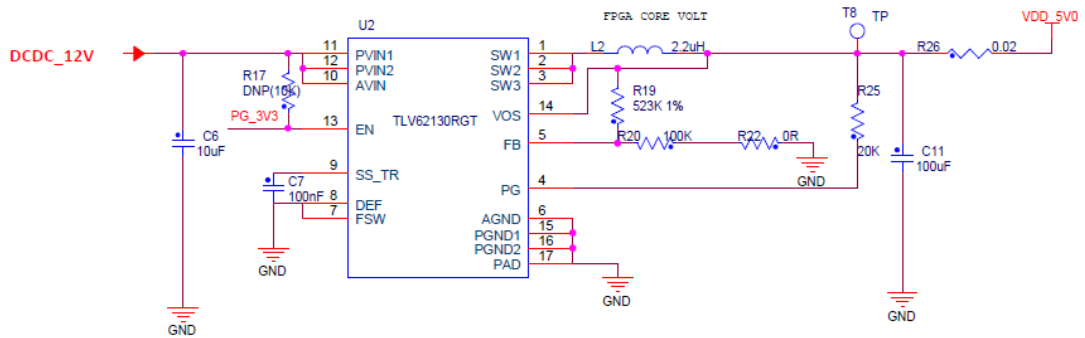 FPGA CORE VOLT
T8 TP
VDD_5V0
U2
DCDC_12V
11 PVIN1
12 PVIN2
10 AVIN
SW1 1
SW2 2
SW3 3
L2 2.2uH
R26 0.02
R17
DNP(10K)
PG_3V3
13 EN
TLV62130RGT
VOS 14
R19
523K 1%
R25
20K
C6
10uF
FB 5
R20 100K
R22 0R
GND
C11
100uF
9 SS_TR
C7
100nF
8 DEF
7 FSW
PG 4
AGND 6
PGND1 15
PGND2 16
PAD 17
GND
GND
GND
GND